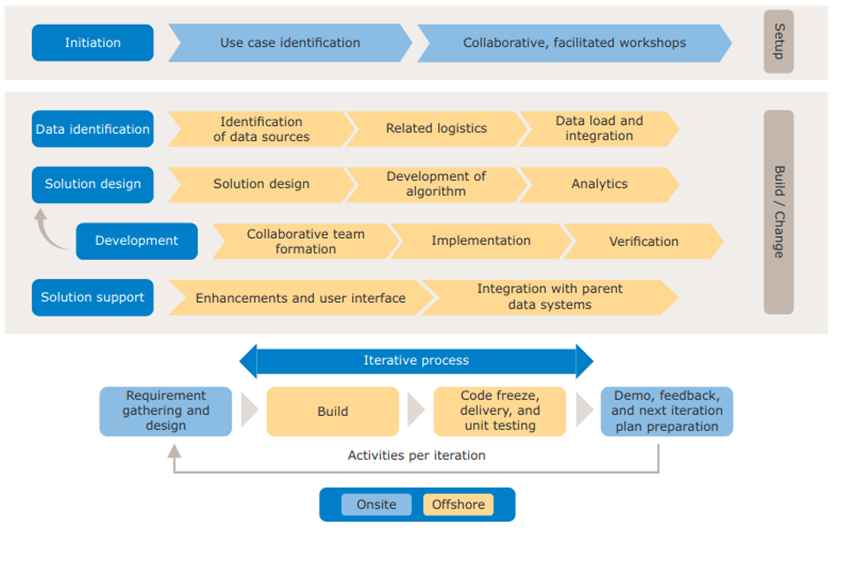 Initiation
Use case identification
Collaborative, facilitated workshops
Setup
Data identification
Identification
of data sources
Related logistics
Data load and
integration
Solution design
Solution design
Development of
algorithm
Analytics
Build / Change
Development
Collaborative team
formation
Implementation
Verification
Solution support
Enhancements and user interface
Integration with parent
data systems
Iterative process
Requirement
gathering and
design
Build
Code freeze,
delivery, and
unit testing
Demo, feedback,
and next iteration
plan preparation
Activities per iteration
Onsite
Offshore